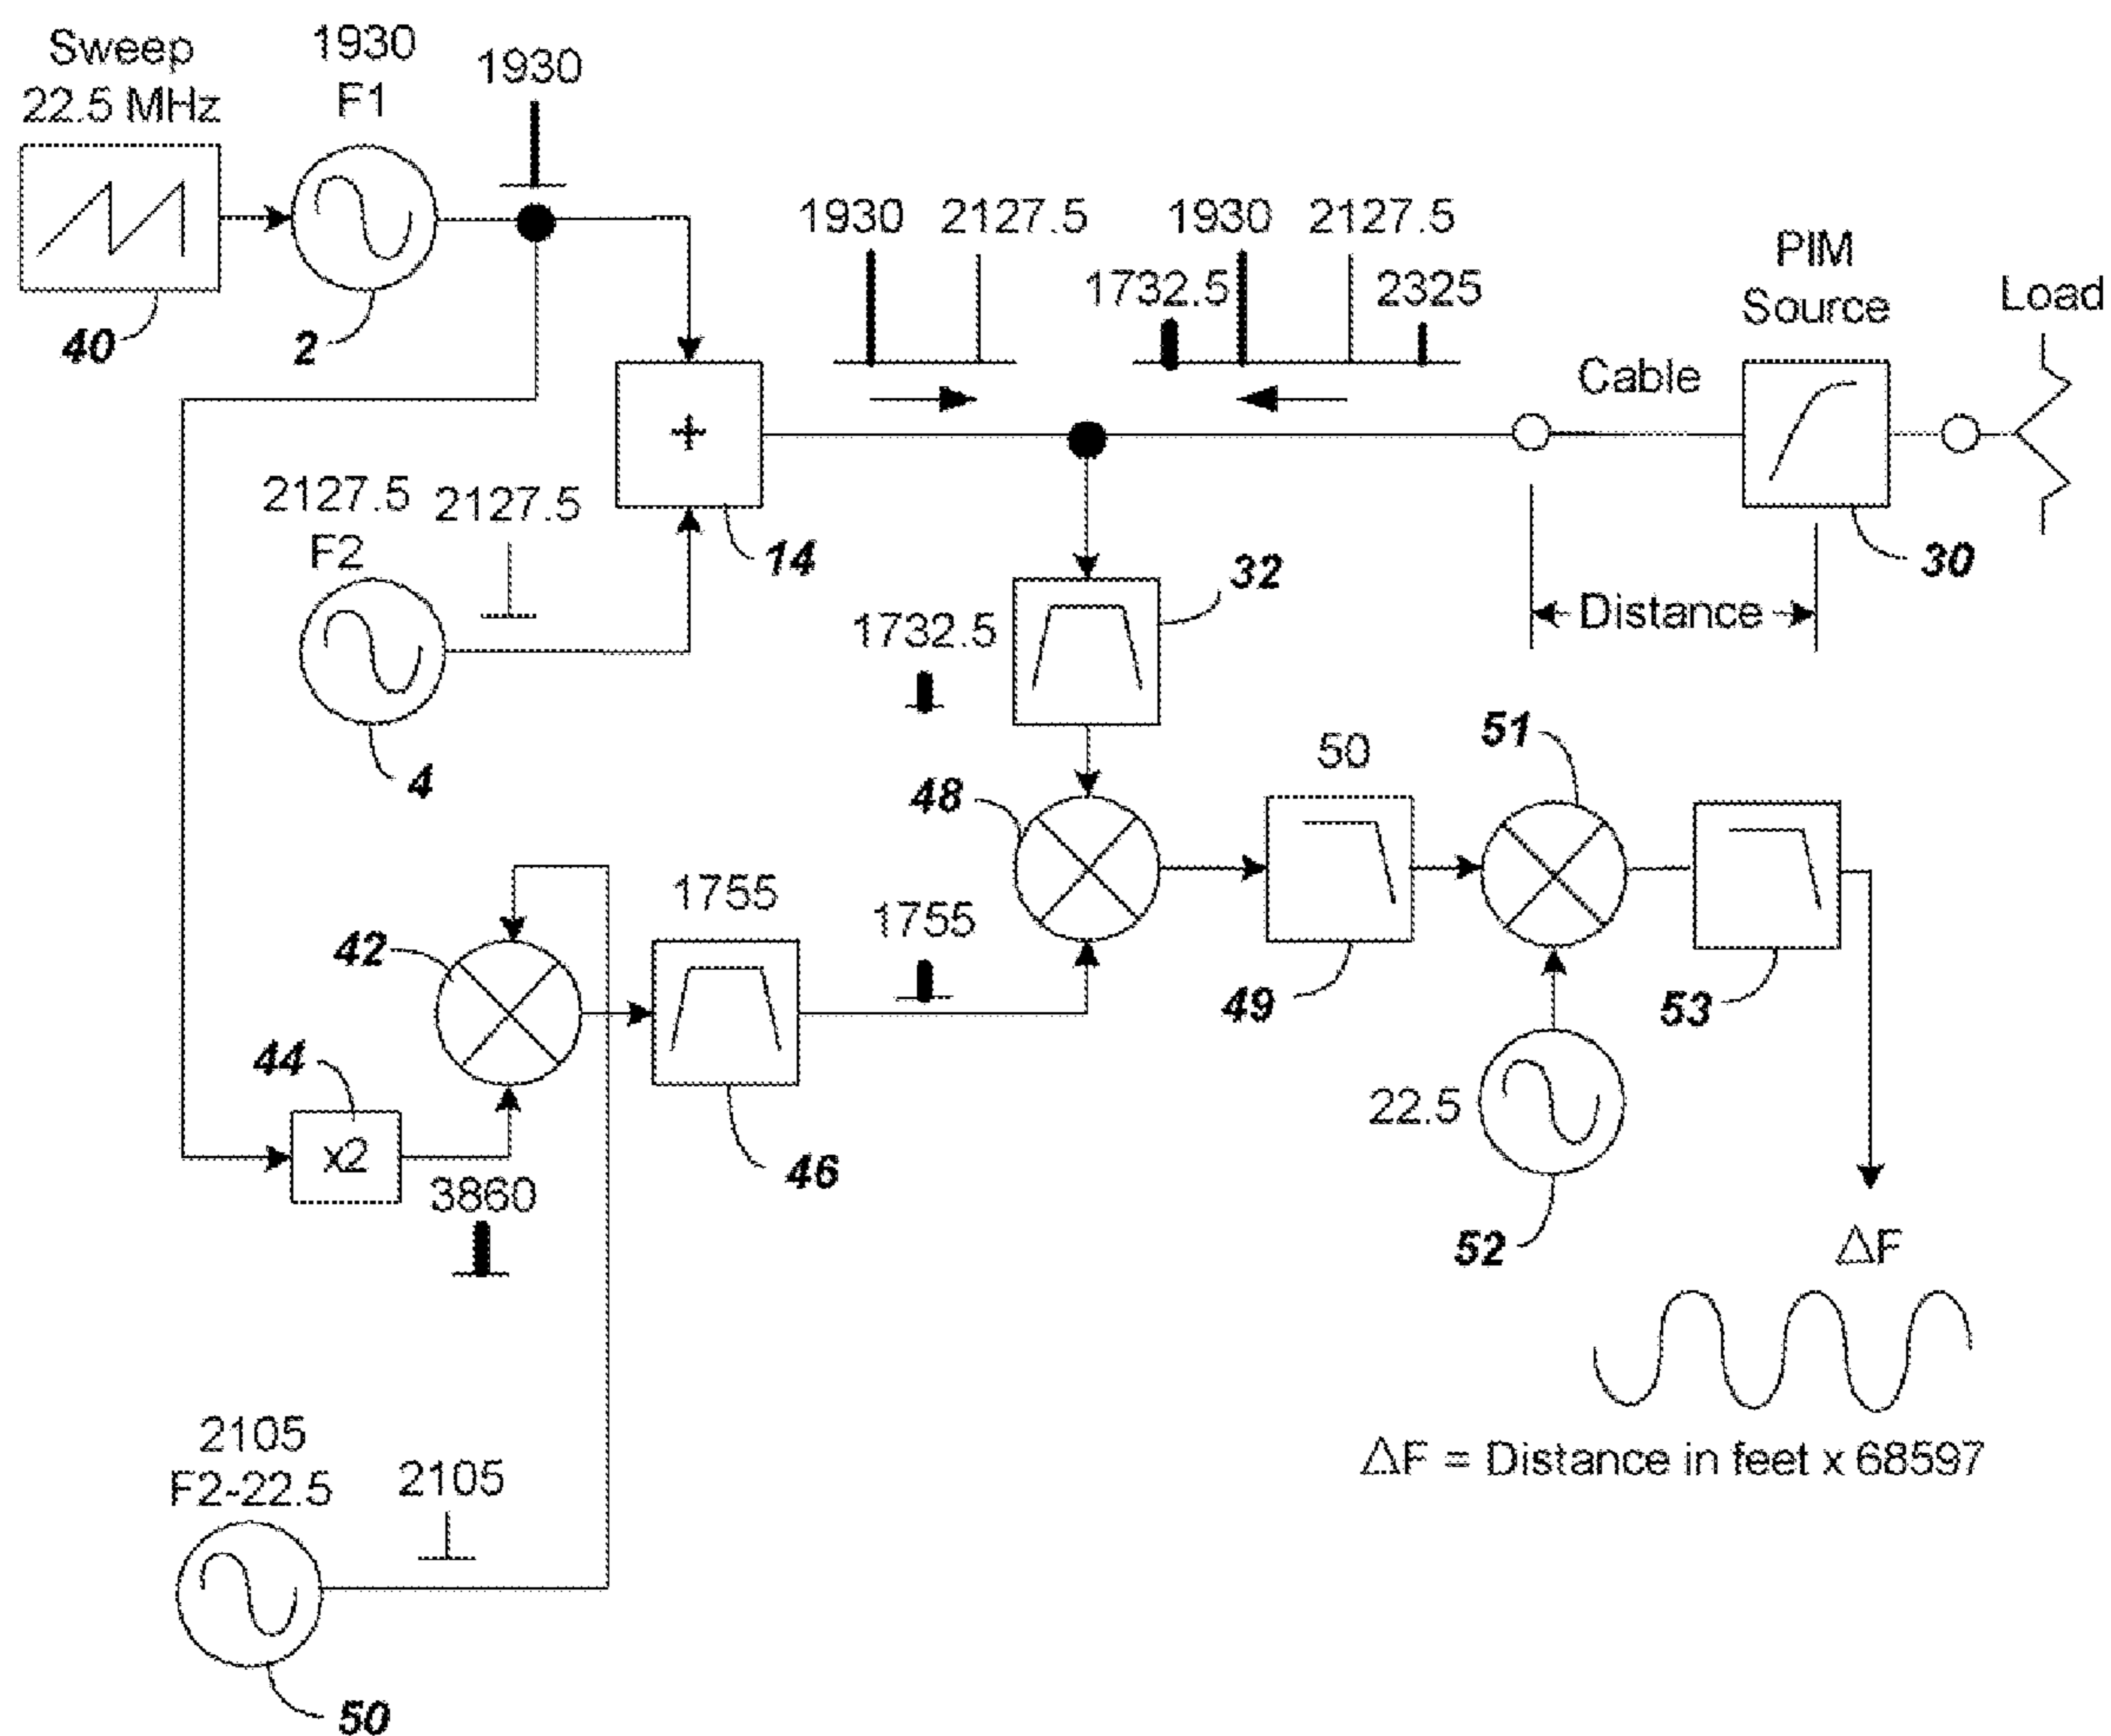 Sweep
22.5 MHz
1930
F1
1930
40
2
1930
2127.5
1930
2127.5
1732.5
2325
PIM
Source
Load
Cable
+
14
30
2127.5
F2
2127.5
4
32
Distance
1732.5
48
50
51
42
1755
1755
49
53
44
x2
3860
46
22.5
52
ΔF
2105
F2-22.5
2105
50
ΔF = Distance in feet x 68597